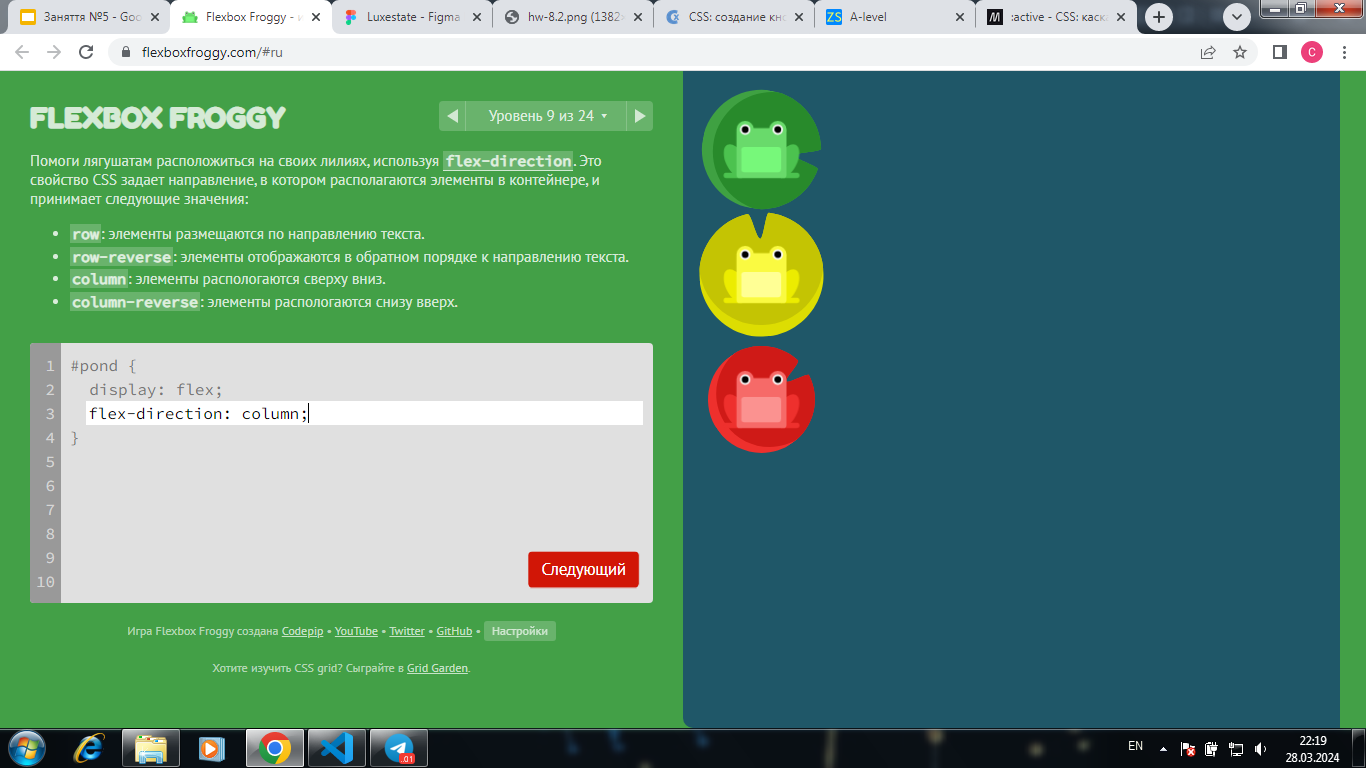 Заняття №5 - Goo
Flexbox Froggy - и
Luxestate - Figma
hw-8.2.png (1382×
CSS: создание кно
ZS A-level
M :active - CSS: каска
flexboxfroggy.com/#ru
C
FLEXBOX FROGGY
Уровень 9 из 24
Помоги лягушатам расположиться на своих лилиях, используя flex-direction. Это
свойство CSS задает направление, в котором располагаются элементы в контейнере, и
принимает следующие значения:
• row: элементы размещаются по направлению текста.
• row-reverse: элементы отображаются в обратном порядке к направлению текста.
• column: элементы распологаются сверху вниз.
• column-reverse: элементы распологаются снизу вверх.
1 #pond {
2 display: flex;
3 flex-direction: column;
4 }
5
6
7
8
9
10
Следующий
Игра Flexbox Froggy создана Codepip • YouTube • Twitter • GitHub • Настройки
Хотите изучить CSS grid? Сыграйте в Grid Garden.
.01
EN
22:19
28.03.2024